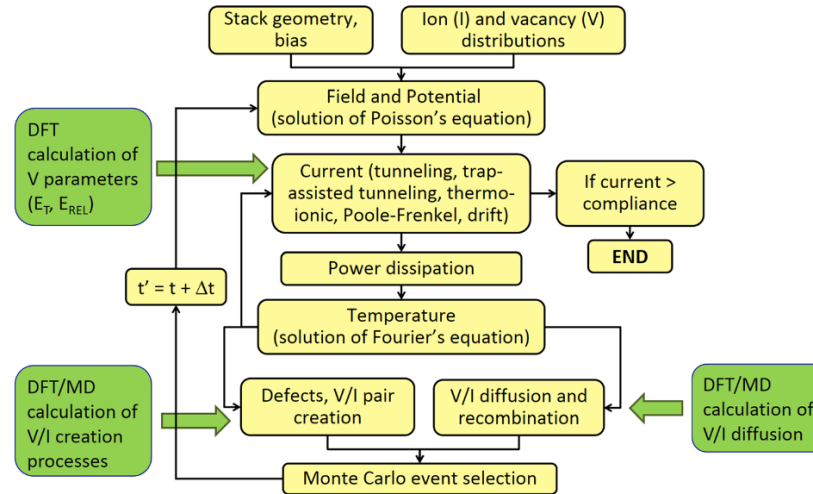 Stack geometry,
bias
Ion (I) and vacancy (V)
distributions
Field and Potential
(solution of Poisson's equation)
DFT
calculation of
V parameters
(E_T, E_REL)
Current (tunneling, trap-
assisted tunneling, thermo-
ionic, Poole-Frenkel, drift)
If current >
compliance
END
Power dissipation
t' = t + Δt
Temperature
(solution of Fourier's equation)
DFT/MD
calculation of
V/I creation
processes
Defects, V/I pair
creation
V/I diffusion and
recombination
DFT/MD
calculation of
V/I diffusion
Monte Carlo event selection